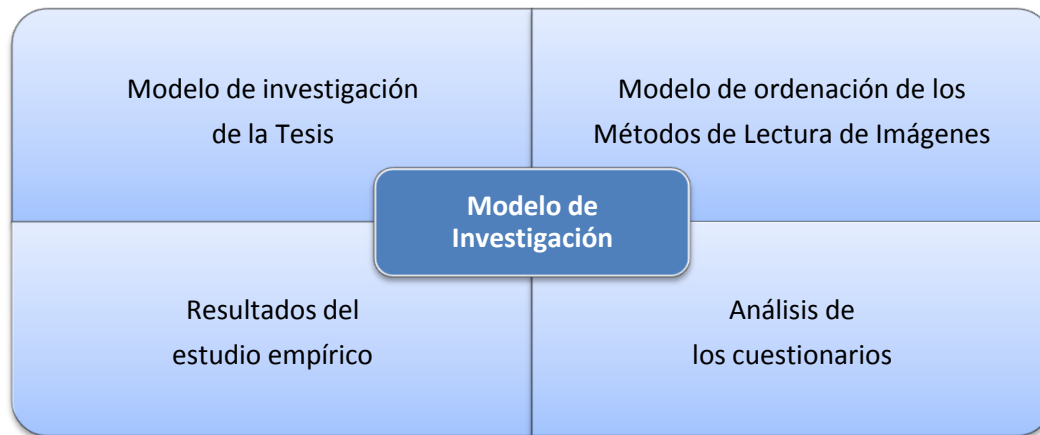 Modelo de investigación
de la Tesis
Modelo de ordenación de los
Métodos de Lectura de Imágenes
Modelo de
Investigación
Resultados del
estudio empírico
Análisis de
los cuestionarios